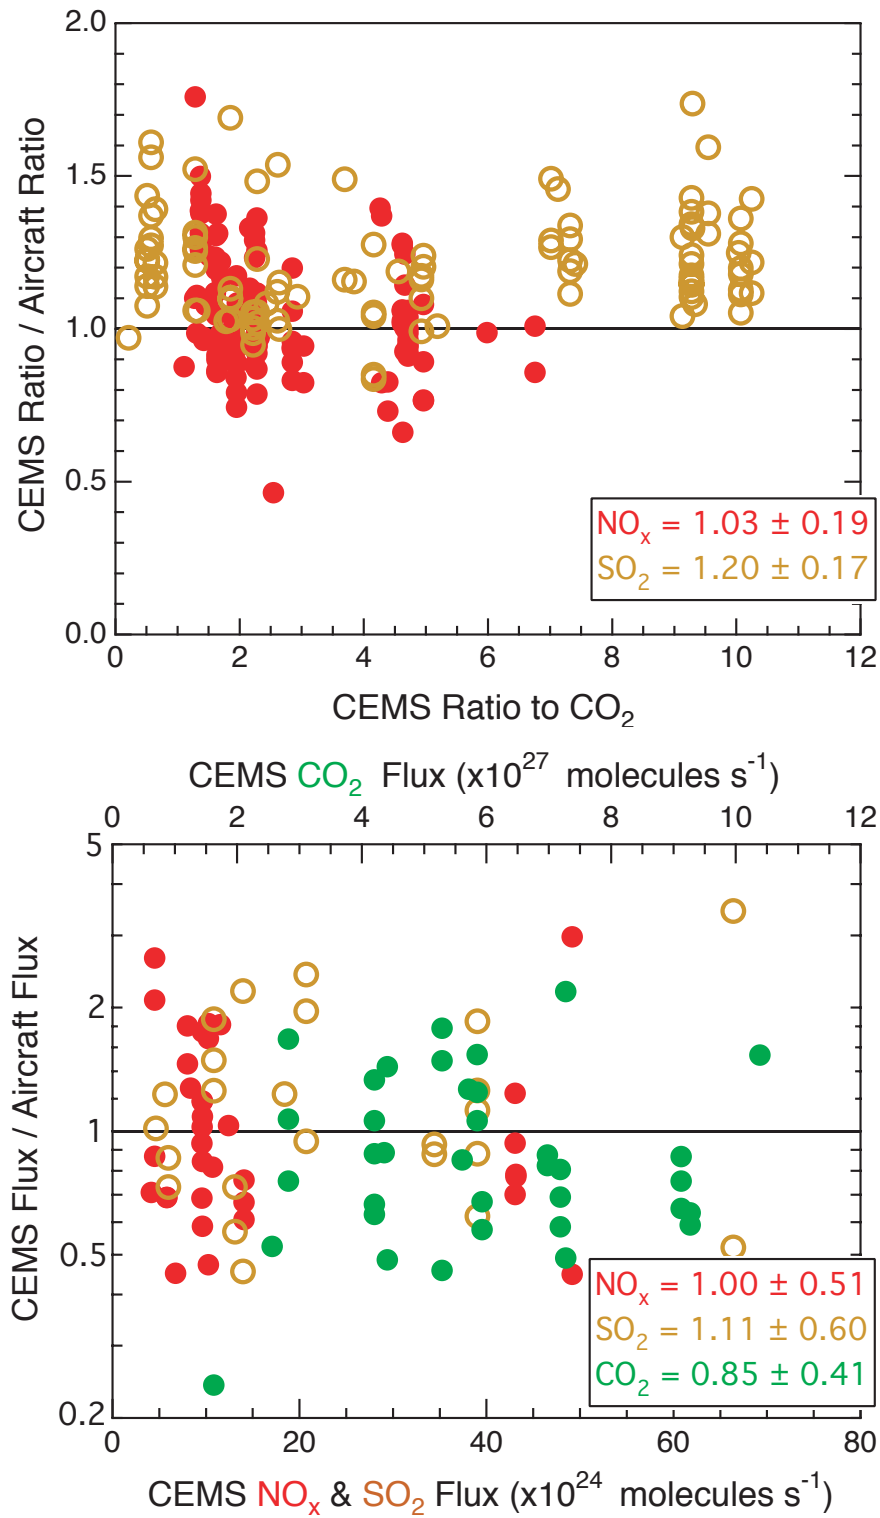 2.0
1.5
1.0
0.5
0.0
CEMS Ratio / Aircraft Ratio
NOx = 1.03 ± 0.19
SO2 = 1.20 ± 0.17
0 2 4 6 8 10 12
CEMS Ratio to CO2
CEMS CO2 Flux (x10^27 molecules s^-1)
0 2 4 6 8 10 12
5
2
1
0.5
0.2
CEMS Flux / Aircraft Flux
NOx = 1.00 ± 0.51
SO2 = 1.11 ± 0.60
CO2 = 0.85 ± 0.41
0 20 40 60 80
CEMS NOx & SO2 Flux (x10^24 molecules s^-1)